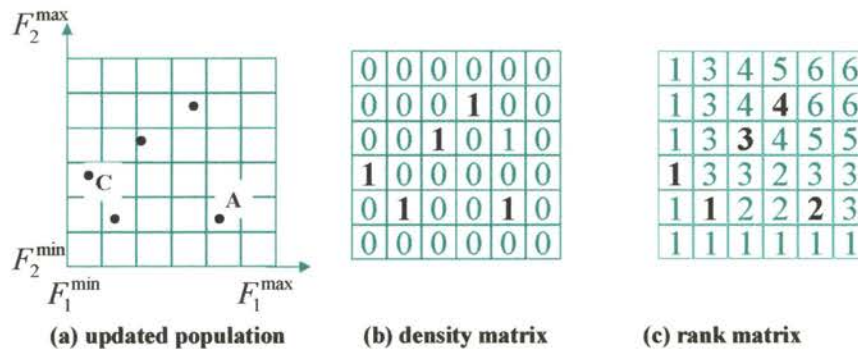 F₂ᵐᵃˣ
C
A
F₂ᵐⁱⁿ
F₁ᵐⁱⁿ F₁ᵐᵃˣ
(a) updated population
0 0 0 0 0 0
0 0 0 1 0 0
0 0 1 0 1 0
1 0 0 0 0 0
0 1 0 0 1 0
0 0 0 0 0 0
(b) density matrix
1 3 4 5 6 6
1 3 4 4 6 6
1 3 3 4 5 5
1 3 3 2 3 3
1 1 2 2 2 3
1 1 1 1 1 1
(c) rank matrix